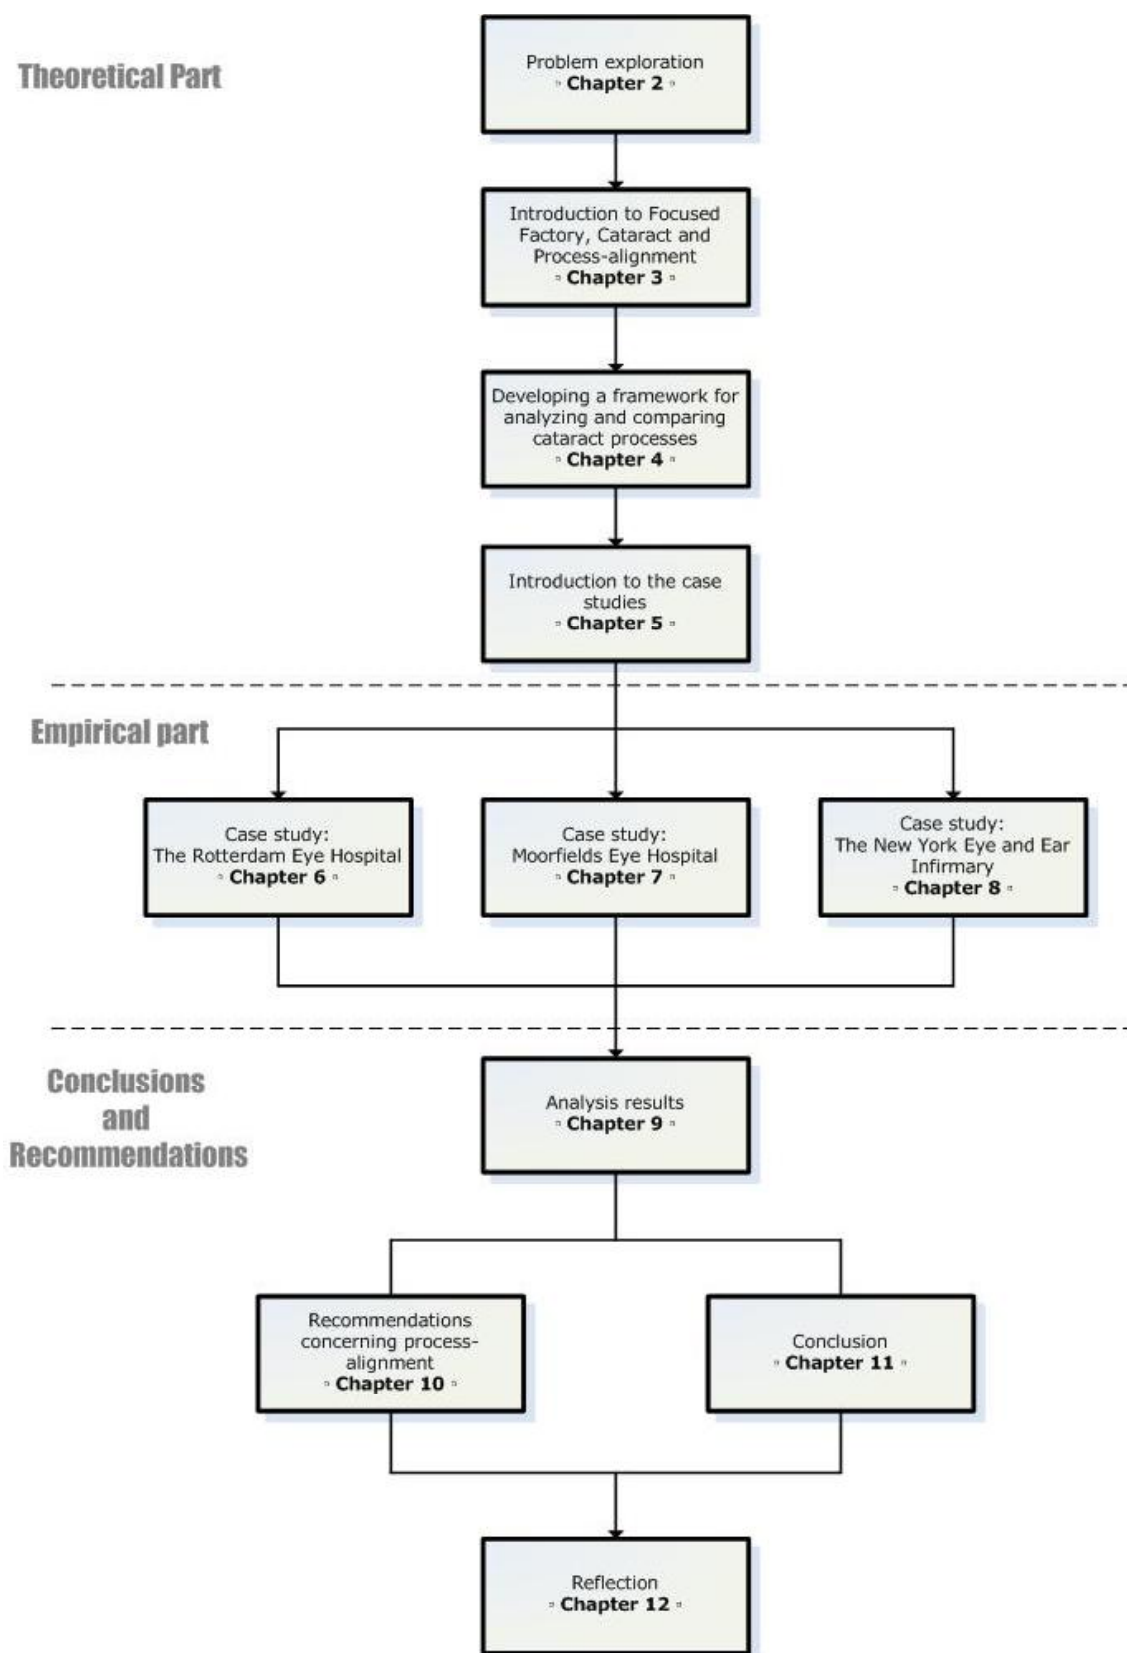 Theoretical Part
Problem exploration
▫ Chapter 2 ▫
Introduction to Focused
Factory, Cataract and
Process-alignment
▫ Chapter 3 ▫
Developing a framework for
analyzing and comparing
cataract processes
▫ Chapter 4 ▫
Introduction to the case
studies
▫ Chapter 5 ▫
Empirical part
Case study:
The Rotterdam Eye Hospital
▫ Chapter 6 ▫
Case study:
Moorfields Eye Hospital
▫ Chapter 7 ▫
Case study:
The New York Eye and Ear
Infirmary
▫ Chapter 8 ▫
Conclusions
and
Recommendations
Analysis results
▫ Chapter 9 ▫
Recommendations
concerning process-
alignment
▫ Chapter 10 ▫
Conclusion
▫ Chapter 11 ▫
Reflection
▫ Chapter 12 ▫